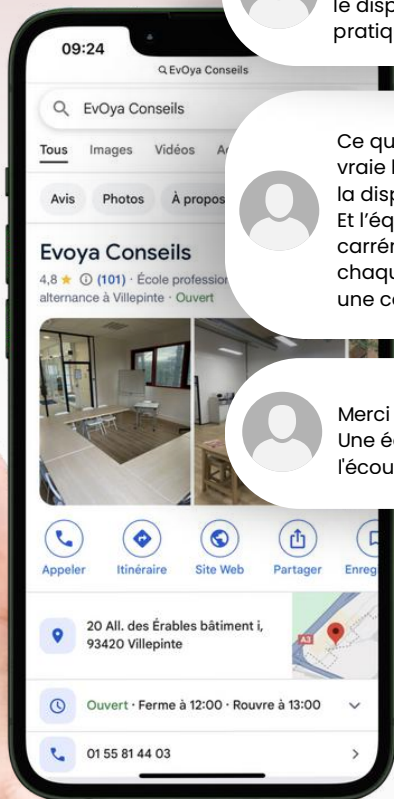 le disp
pratiq
09:24
EvOya Conseils
EvOya Conseils
Tous Images Vidéos
Avis Photos À propos
Ce qu
vraie
la disp
Et l'éq
carrér
chaqu
une c
Evoya Conseils
4,8 ★ (101) · École profession
alternance à Villepinte · Ouvert
Merci
Une é
l'écou
Appeler Itinéraire Site Web Partager Enreg
20 All. des Érables bâtiment i,
93420 Villepinte
A3
Ouvert · Ferme à 12:00 · Rouvre à 13:00
01 55 81 44 03